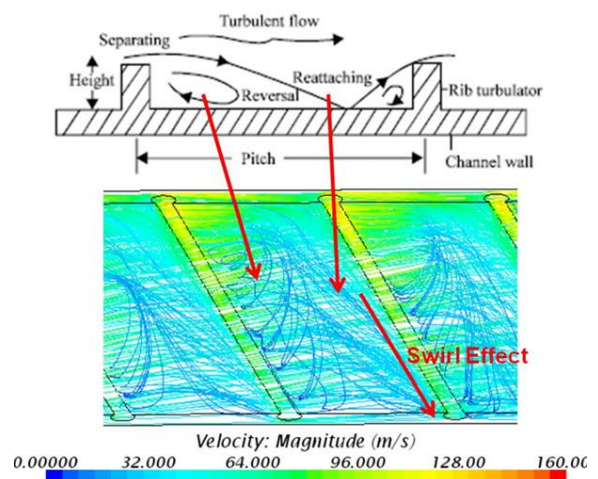 Turbulent flow
Separating
Height
Reattaching
Reversal
Rib turbulator
Pitch
Channel wall
Swirl Effect
Velocity: Magnitude (m/s)
0.00000 32.000 64.000 96.000 128.00 160.00